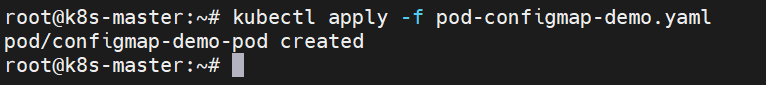 root@k8s-master:~# kubectl apply -f pod-configmap-demo.yaml
pod/configmap-demo-pod created
root@k8s-master:~#